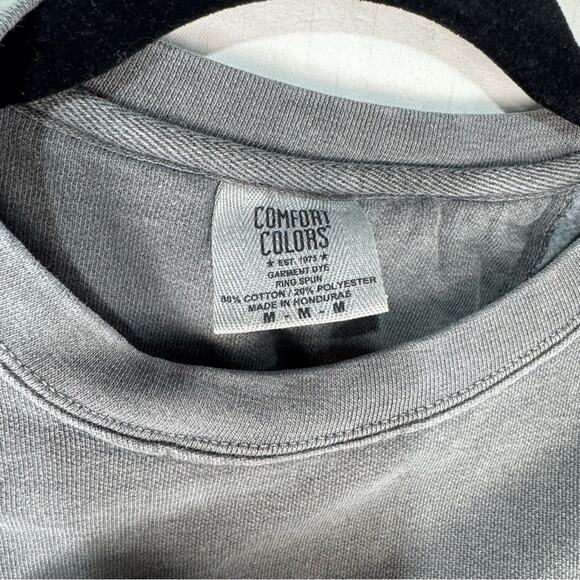 COMFORT
COLORS®
★ EST. 1975 ★
GARMENT DYE
RING SPUN
80% COTTON / 20% POLYESTER
MADE IN HONDURAS
M - M - M